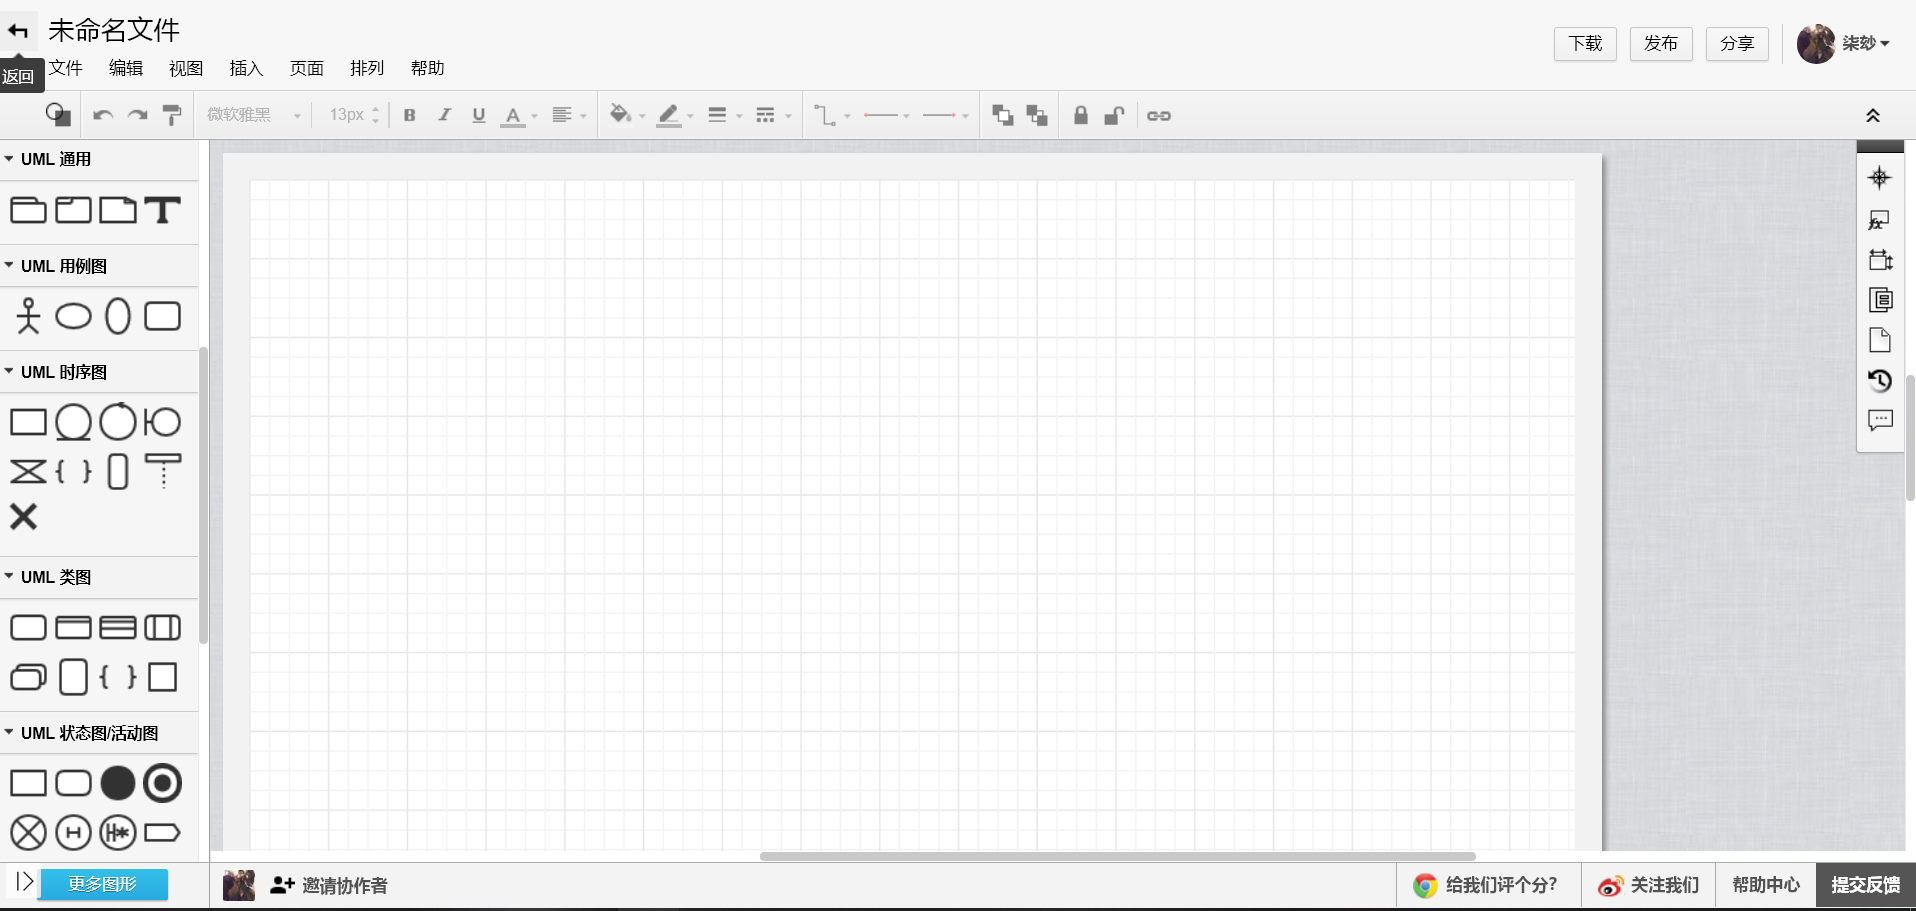 未命名文件
下载
发布
分享
柒玅
返回
文件
编辑
视图
插入
页面
排列
帮助
微软雅黑
13px
B
I
U
A
UML 通用
T
UML 用例图
UML 时序图
{ }
UML 类图
{ }
UML 状态图/活动图
H
H*
fx
更多图形
邀请协作者
给我们评个分?
关注我们
帮助中心
提交反馈